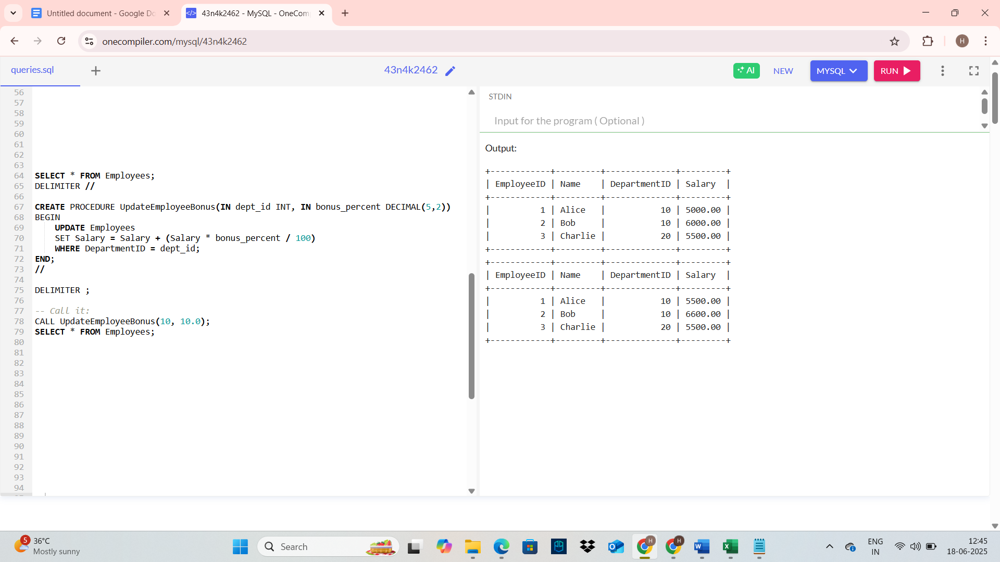 Untitled document - Google Do
43n4k2462 - MySQL - OneCom
onecompiler.com/mysql/43n4k2462
H
queries.sql
43n4k2462
AI
NEW
MYSQL
RUN
56
57
58
59
60
61
62
63
64 SELECT * FROM Employees;
65 DELIMITER //
66
67 CREATE PROCEDURE UpdateEmployeeBonus(IN dept_id INT, IN bonus_percent DECIMAL(5,2))
68 BEGIN
69     UPDATE Employees
70     SET Salary = Salary + (Salary * bonus_percent / 100)
71     WHERE DepartmentID = dept_id;
72 END;
73 //
74
75 DELIMITER ;
76
77 -- Call it:
78 CALL UpdateEmployeeBonus(10, 10.0);
79 SELECT * FROM Employees;
80
81
82
83
84
85
86
87
88
89
90
91
92
93
94
STDIN
Input for the program ( Optional )
Output:
+------------+---------+--------------+---------+
| EmployeeID | Name    | DepartmentID | Salary  |
+------------+---------+--------------+---------+
|          1 | Alice   |           10 | 5000.00 |
|          2 | Bob     |           10 | 6000.00 |
|          3 | Charlie |           20 | 5500.00 |
+------------+---------+--------------+---------+
+------------+---------+--------------+---------+
| EmployeeID | Name    | DepartmentID | Salary  |
+------------+---------+--------------+---------+
|          1 | Alice   |           10 | 5500.00 |
|          2 | Bob     |           10 | 6600.00 |
|          3 | Charlie |           20 | 5500.00 |
+------------+---------+--------------+---------+
5
36°C
Mostly sunny
Search
H
H
ENG
IN
12:45
18-06-2025